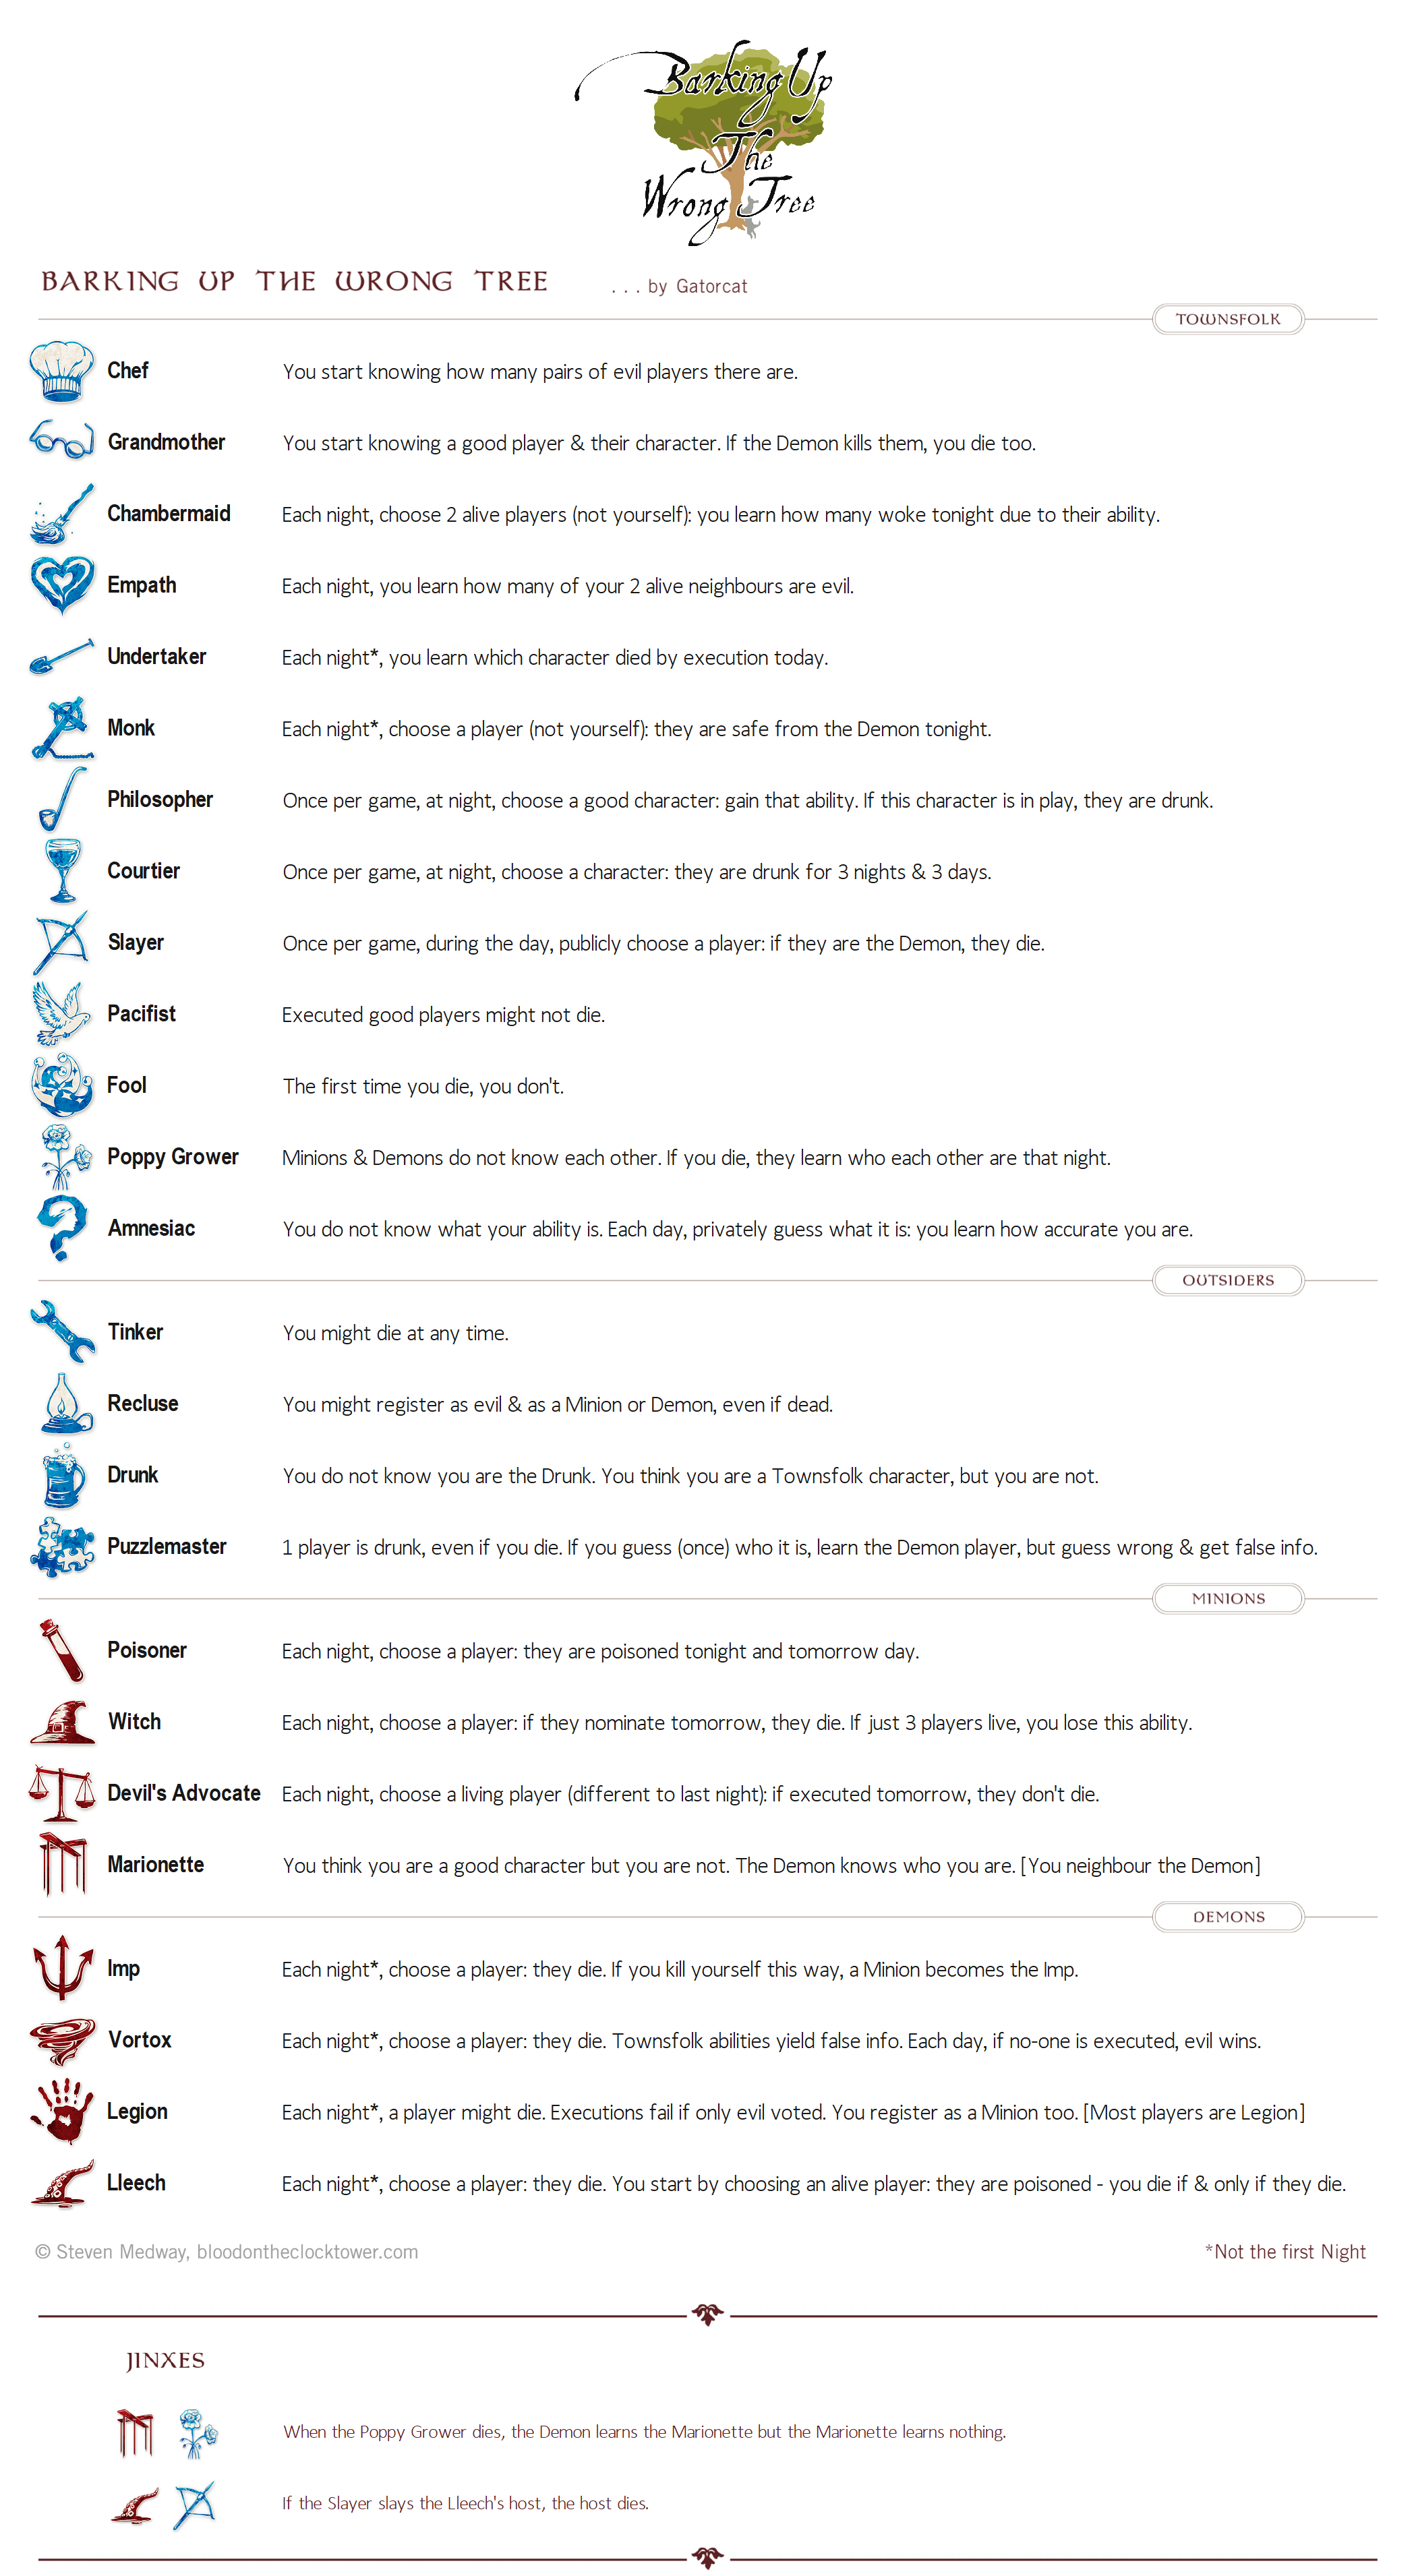 Barking Up
The
Wrong Tree
BARKING UP THE WRONG TREE . . . by Gatorcat
TOWNSFOLK
Chef You start knowing how many pairs of evil players there are.
Grandmother You start knowing a good player & their character. If the Demon kills them, you die too.
Chambermaid Each night, choose 2 alive players (not yourself): you learn how many woke tonight due to their ability.
Empath Each night, you learn how many of your 2 alive neighbours are evil.
Undertaker Each night*, you learn which character died by execution today.
Monk Each night*, choose a player (not yourself): they are safe from the Demon tonight.
Philosopher Once per game, at night, choose a good character: gain that ability. If this character is in play, they are drunk.
Courtier Once per game, at night, choose a character: they are drunk for 3 nights & 3 days.
Slayer Once per game, during the day, publicly choose a player: if they are the Demon, they die.
Pacifist Executed good players might not die.
Fool The first time you die, you don't.
Poppy Grower Minions & Demons do not know each other. If you die, they learn who each other are that night.
Amnesiac You do not know what your ability is. Each day, privately guess what it is: you learn how accurate you are.
OUTSIDERS
Tinker You might die at any time.
Recluse You might register as evil & as a Minion or Demon, even if dead.
Drunk You do not know you are the Drunk. You think you are a Townsfolk character, but you are not.
Puzzlemaster 1 player is drunk, even if you die. If you guess (once) who it is, learn the Demon player, but guess wrong & get false info.
MINIONS
Poisoner Each night, choose a player: they are poisoned tonight and tomorrow day.
Witch Each night, choose a player: if they nominate tomorrow, they die. If just 3 players live, you lose this ability.
Devil's Advocate Each night, choose a living player (different to last night): if executed tomorrow, they don't die.
Marionette You think you are a good character but you are not. The Demon knows who you are. [You neighbour the Demon]
DEMONS
Imp Each night*, choose a player: they die. If you kill yourself this way, a Minion becomes the Imp.
Vortox Each night*, choose a player: they die. Townsfolk abilities yield false info. Each day, if no-one is executed, evil wins.
Legion Each night*, a player might die. Executions fail if only evil voted. You register as a Minion too. [Most players are Legion]
Lleech Each night*, choose a player: they die. You start by choosing an alive player: they are poisoned - you die if & only if they die.
© Steven Medway, bloodontheclocktower.com *Not the first Night
JINXES
When the Poppy Grower dies, the Demon learns the Marionette but the Marionette learns nothing.
If the Slayer slays the Lleech's host, the host dies.